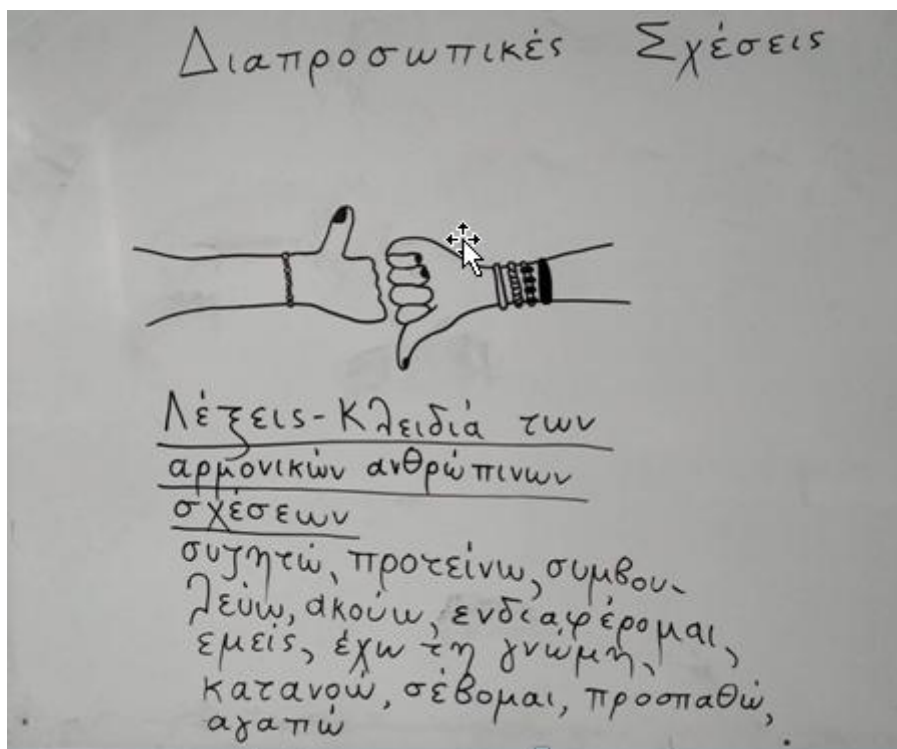 Διαπροσωπικές Σχέσεις
Λέξεις-Κλειδιά των
αρμονικών ανθρώπινων
σχέσεων
συζητώ, προτείνω, συμβου-
λεύω, ακούω, ενδιαφέρομαι,
εμείς, έχω τη γνώμη,
κατανοώ, σέβομαι, προσπαθώ,
αγαπώ